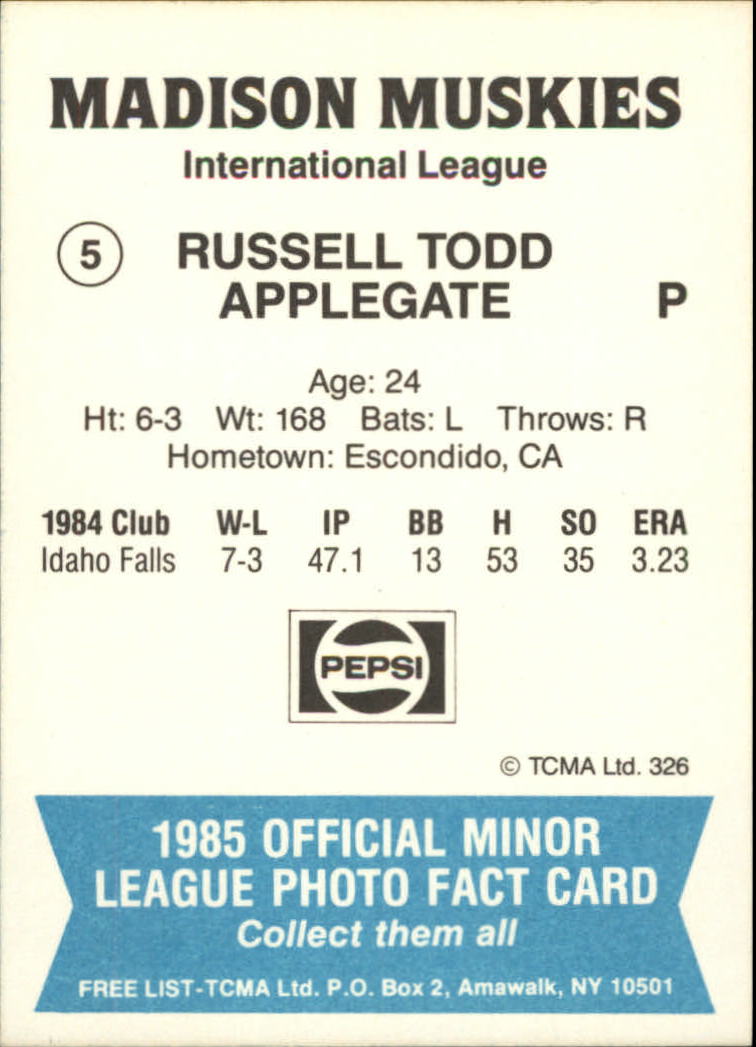 MADISON MUSKIES
International League
5 RUSSELL TODD
APPLEGATE P
Age: 24
Ht: 6-3 Wt: 168 Bats: L Throws: R
Hometown: Escondido, CA
1984 Club W-L IP BB H SO ERA
Idaho Falls 7-3 47.1 13 53 35 3.23
PEPSI
© TCMA Ltd. 326
1985 OFFICIAL MINOR
LEAGUE PHOTO FACT CARD
Collect them all
FREE LIST-TCMA Ltd. P.O. Box 2, Amawalk, NY 10501